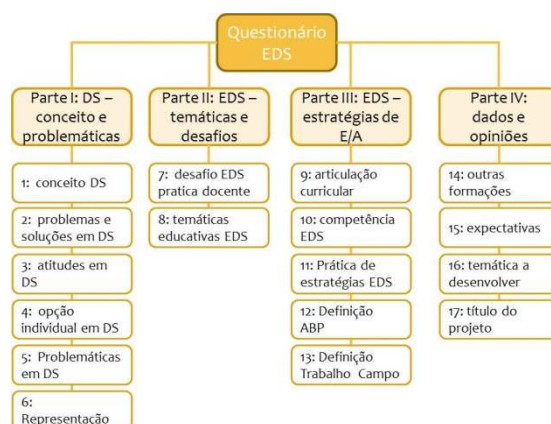 Questionário
EDS
Parte I: DS –
conceito e
problemáticas
1: conceito DS
2: problemas e
soluções em DS
3: atitudes em
DS
4: opção
individual em DS
5: Problemáticas
em DS
6:
Representação
Parte II: EDS –
temáticas e
desafios
7: desafio EDS
pratica docente
8: temáticas
educativas EDS
Parte III: EDS –
estratégias de
E/A
9: articulação
curricular
10: competência
EDS
11: Prática de
estratégias EDS
12: Definição
ABP
13: Definição
Trabalho Campo
Parte IV:
dados e
opiniões
14: outras
formações
15: expectativas
16: temática a
desenvolver
17: título do
projeto